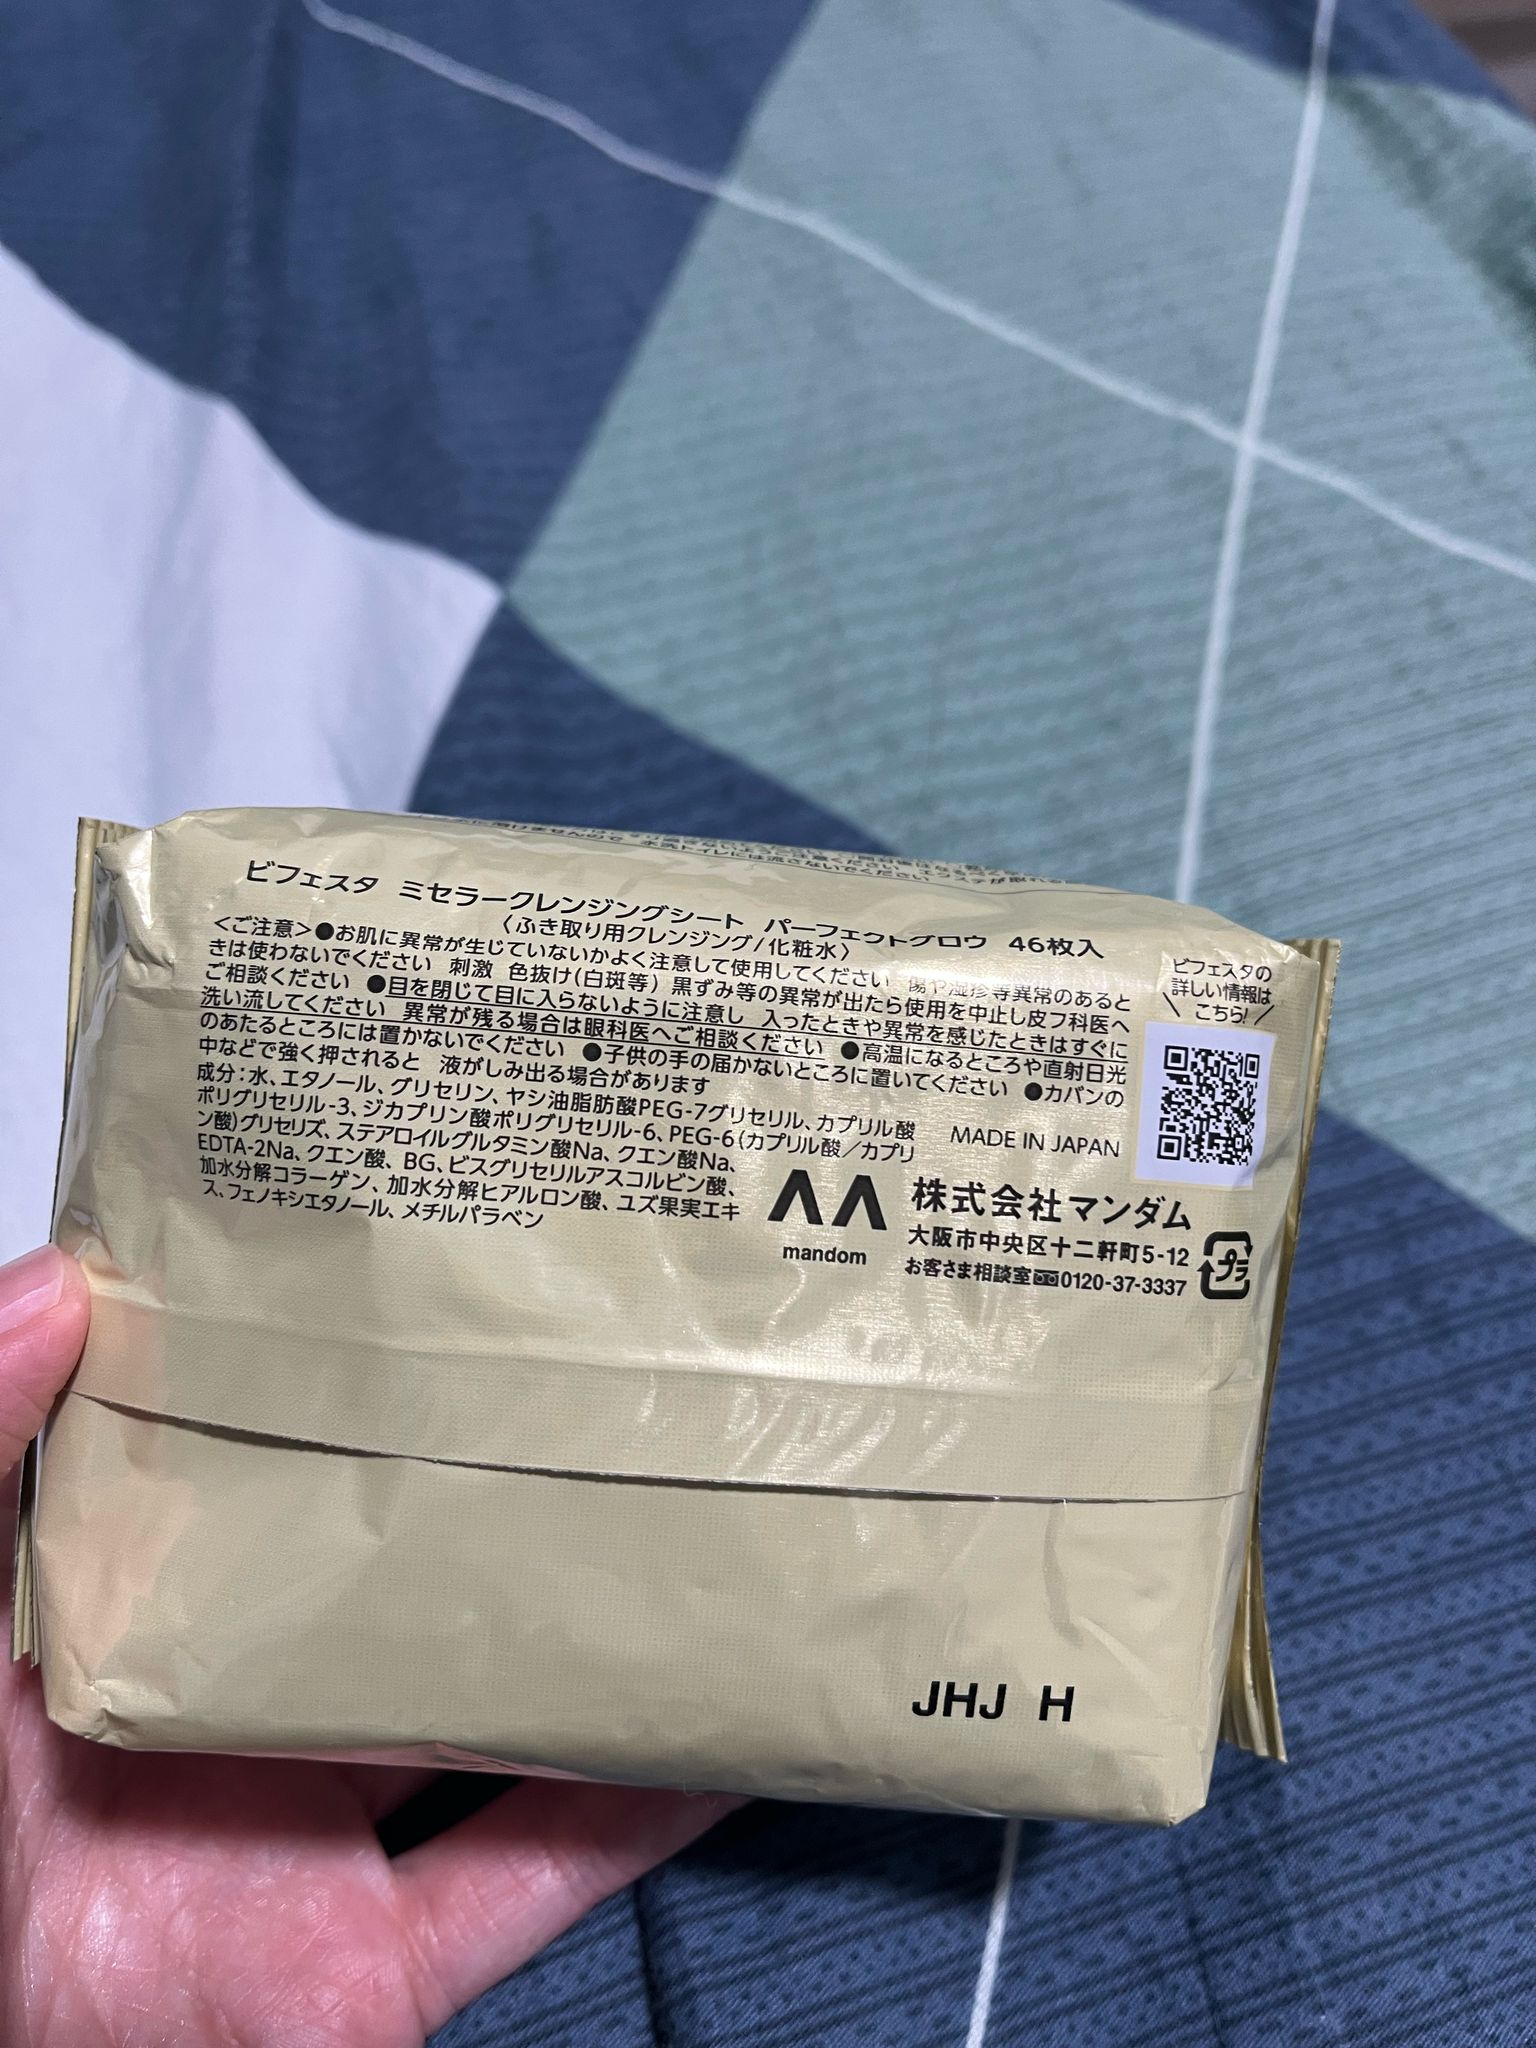 水洗トイレには流さないでください
ビフェスタ ミセラークレンジングシート パーフェクトグロウ 46枚入
〈ふき取り用クレンジング/化粧水〉
<ご注意>●お肌に異常が生じていないかよく注意して使用してください 傷や湿疹等異常のあると
きは使わないでください 刺激 色抜け(白斑等) 黒ずみ等の異常が出たら使用を中止し皮フ科医へ
ご相談ください ●目を閉じて目に入らないように注意し 入ったときや異常を感じたときはすぐに
洗い流してください 異常が残る場合は眼科医へご相談ください ●高温になるところや直射日光
のあたるところには置かないでください ●子供の手の届かないところに置いてください ●カバンの
中などで強く押されると 液がしみ出る場合があります
成分:水、エタノール、グリセリン、ヤシ油脂肪酸PEG-7グリセリル、カプリル酸
ポリグリセリル-3、ジカプリン酸ポリグリセリル-6、PEG-6(カプリル酸/カプリ
ン酸)グリセリズ、ステアロイルグルタミン酸Na、クエン酸Na、
EDTA-2Na、クエン酸、BG、ビスグリセリルアスコルビン酸、
加水分解コラーゲン、加水分解ヒアルロン酸、ユズ果実エキ
ス、フェノキシエタノール、メチルパラベン
ビフェスタの
詳しい情報は
こちら!
MADE IN JAPAN
mandom
株式会社マンダム
大阪市中央区十二軒町5-12
お客さま相談室0120-37-3337
プラ
JHJ H